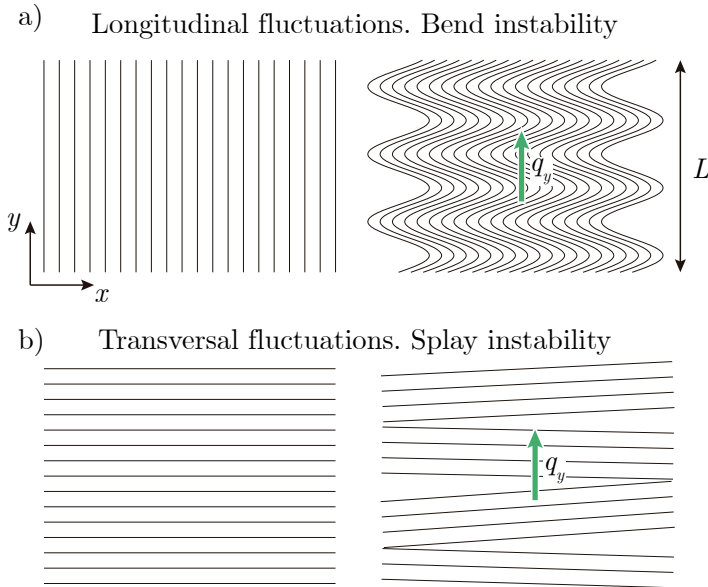 a)
Longitudinal fluctuations. Bend instability
q_y
L
y
x
b)
Transversal fluctuations. Splay instability
q_y